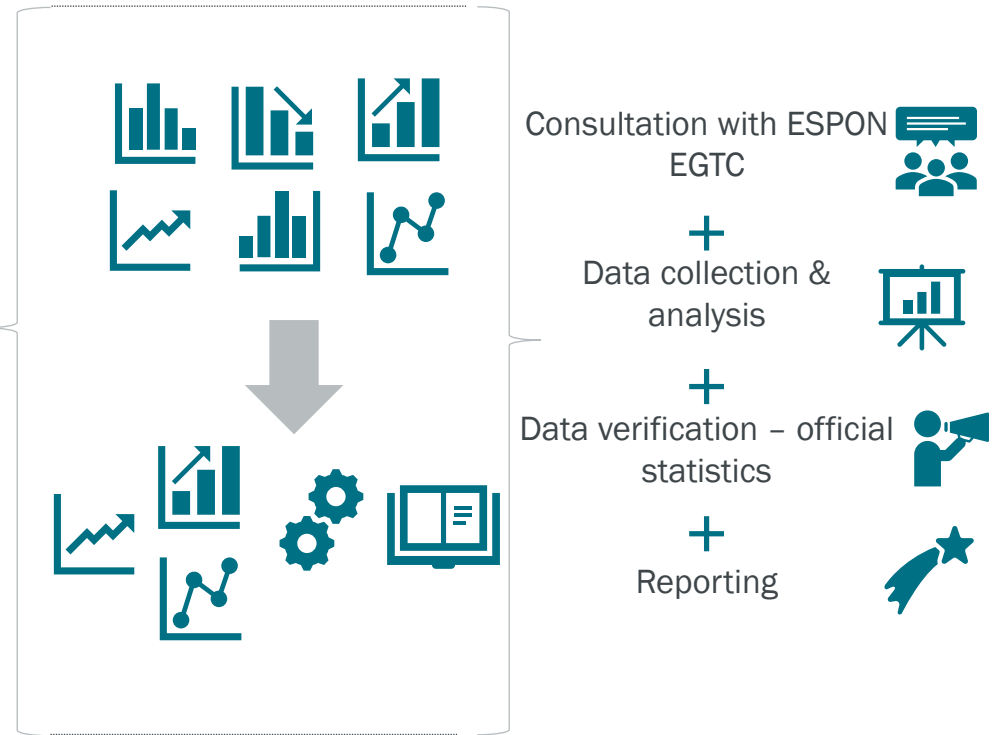 Consultation with ESPON
EGTC
+
Data collection &
analysis
+
Data verification – official
statistics
+
Reporting